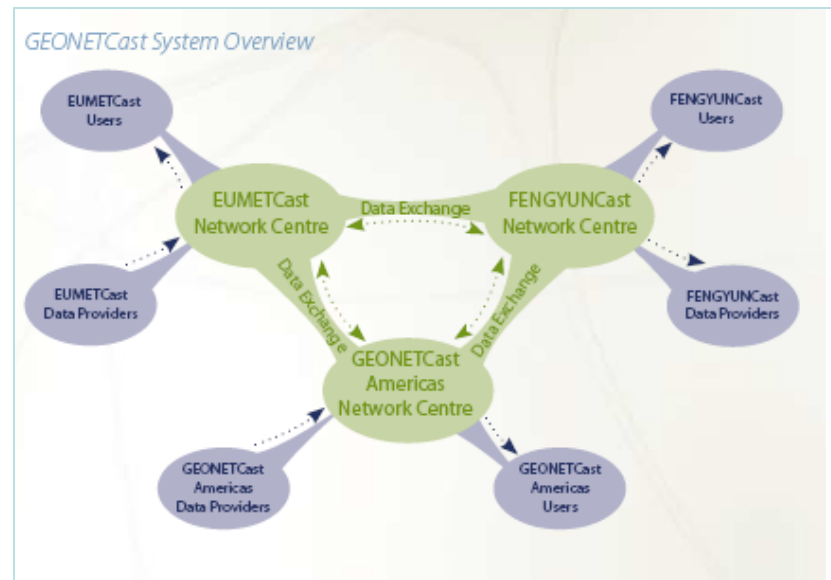 GEONETCast System Overview
EUMETCast
Users
FENGYUNCast
Users
EUMETCast
Network Centre
Data Exchange
FENGYUNCast
Network Centre
EUMETCast
Data Providers
Data Exchange
Data Exchange
FENGYUNCast
Data Providers
GEONETCast
Americas
Network Centre
GEONETCast
Americas
Data Providers
GEONETCast
Americas
Users